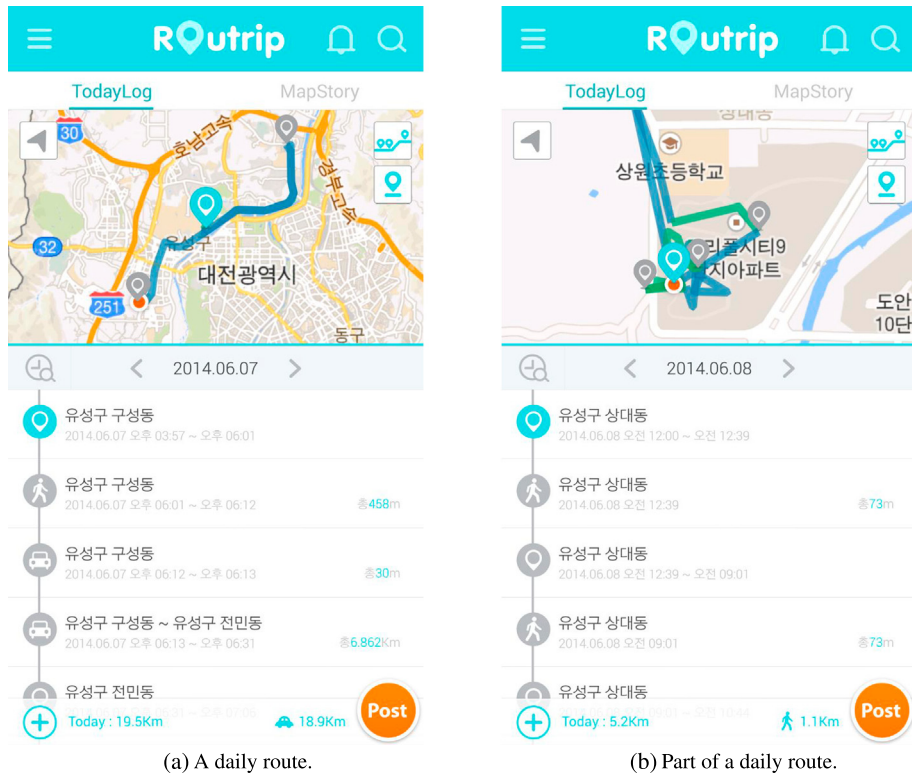 ROutrip
TodayLog
MapStory
30
호남고속
경부고속
32
유성구
대전광역시
251
동구
2014.06.07
유성구 구성동
2014.06.07 오후 03:57 ~ 오후 06:01
유성구 구성동
2014.06.07 오후 06:01 ~ 오후 06:12
총458m
유성구 구성동
2014.06.07 오후 06:12 ~ 오후 06:13
총30m
유성구 구성동 ~ 유성구 전민동
2014.06.07 오후 06:13 ~ 오후 06:31
총6.862Km
유성구 전민동
Today : 19.5Km
18.9Km
Post
(a) A daily route.
ROutrip
TodayLog
MapStory
상대동
상원초등학교
리풀시티9
지아파트
도안
10단
2014.06.08
유성구 상대동
2014.06.08 오전 12:00 ~ 오전 12:39
유성구 상대동
2014.06.08 오전 12:39
총73m
유성구 상대동
2014.06.08 오전 12:39 ~ 오전 09:01
유성구 상대동
2014.06.08 오전 09:01
총73m
유성구 상대동
Today : 5.2Km
1.1Km
Post
(b) Part of a daily route.